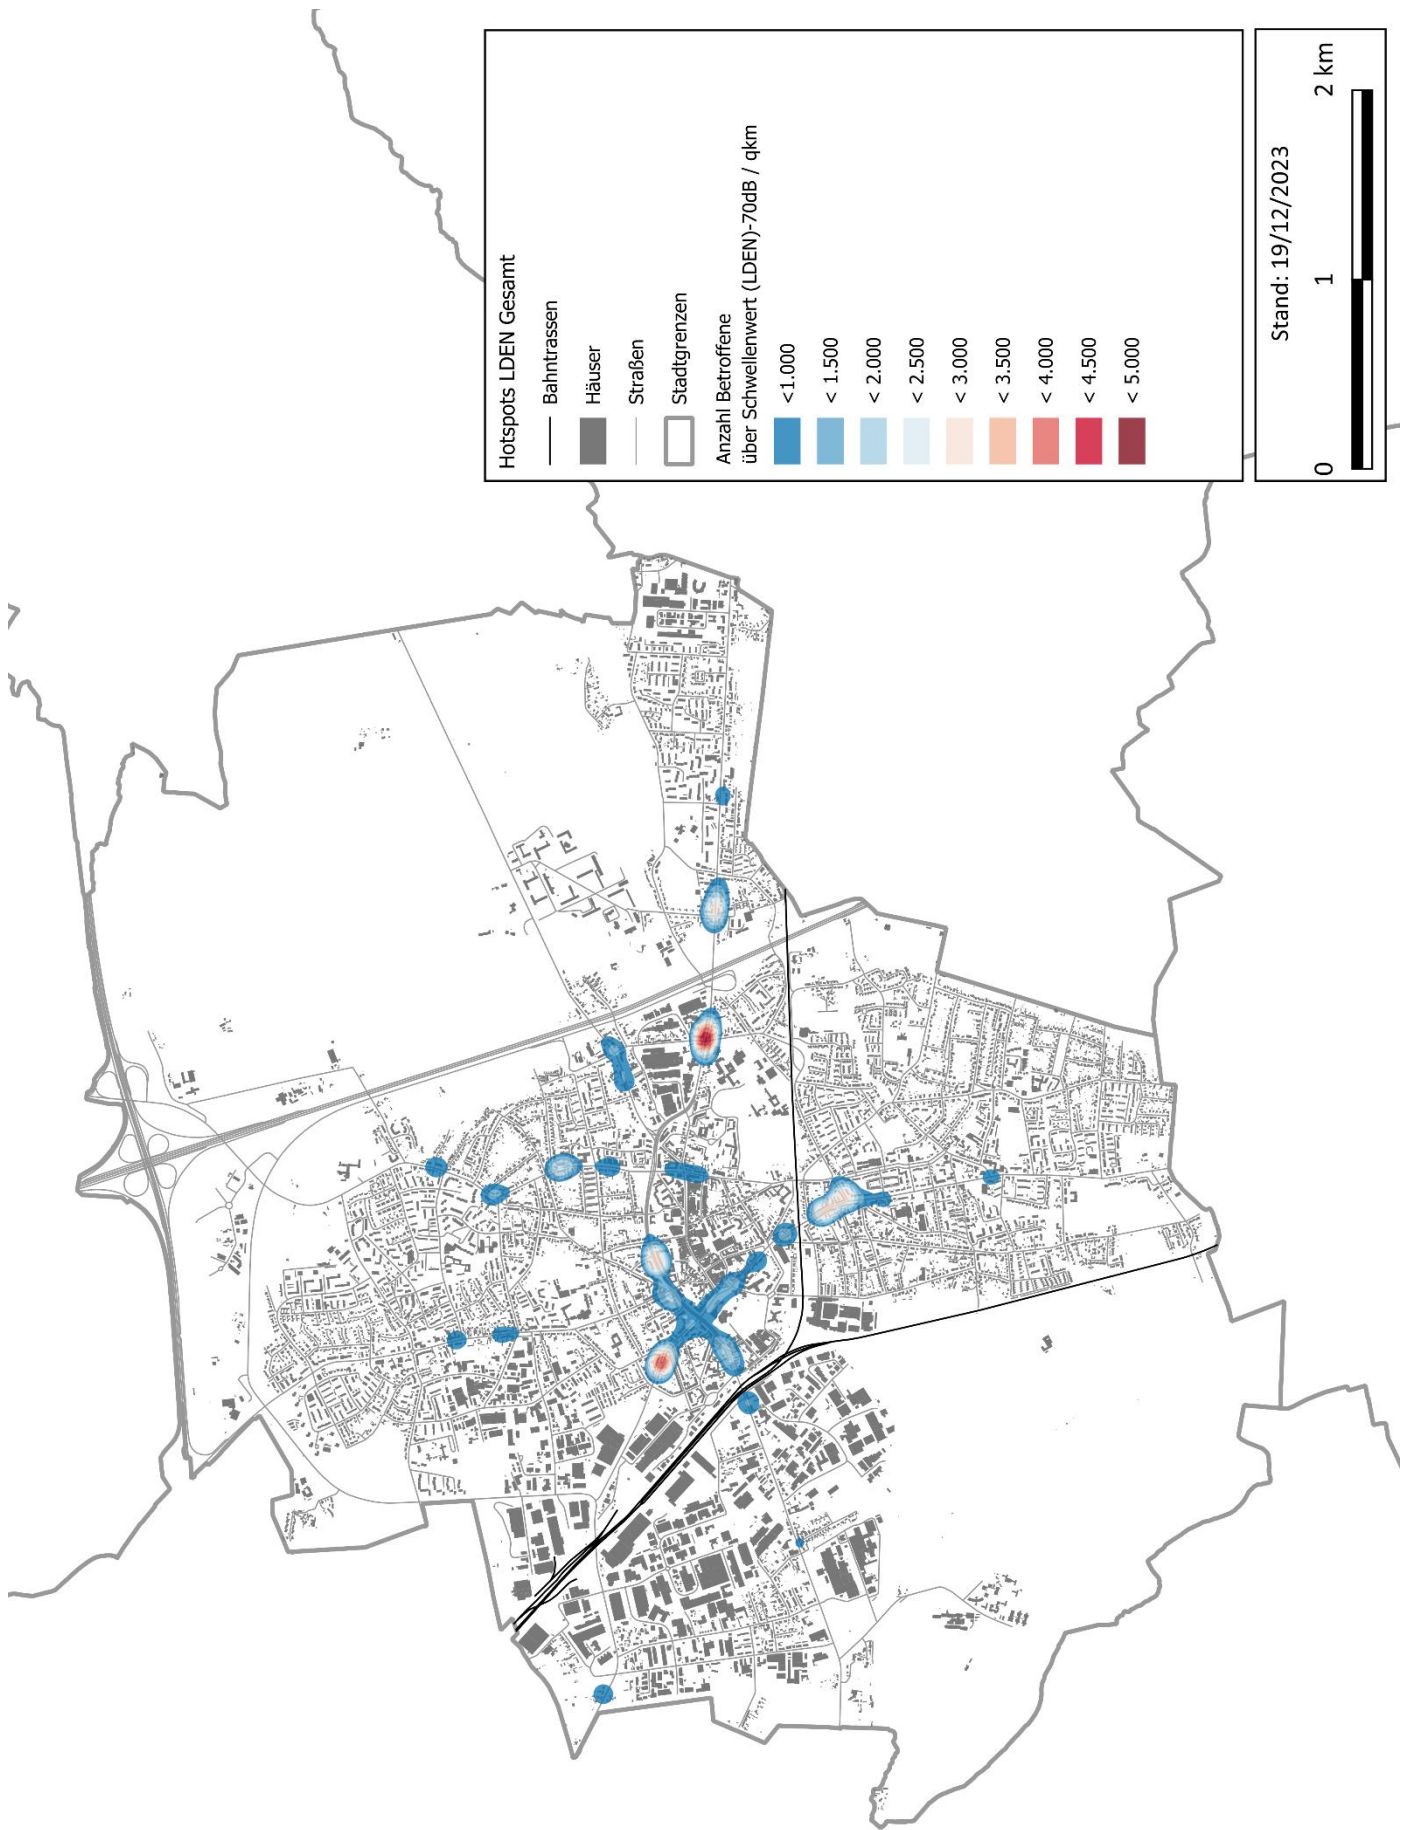 Hotspots LDEN Gesamt
Bahntrassen
Häuser
Straßen
Stadtgrenzen
Anzahl Betroffene
über Schwellenwert (LDEN)-70dB / qkm
<1.000
< 1.500
< 2.000
< 2.500
< 3.000
< 3.500
< 4.000
< 4.500
< 5.000
Stand: 19/12/2023
0 1 2 km